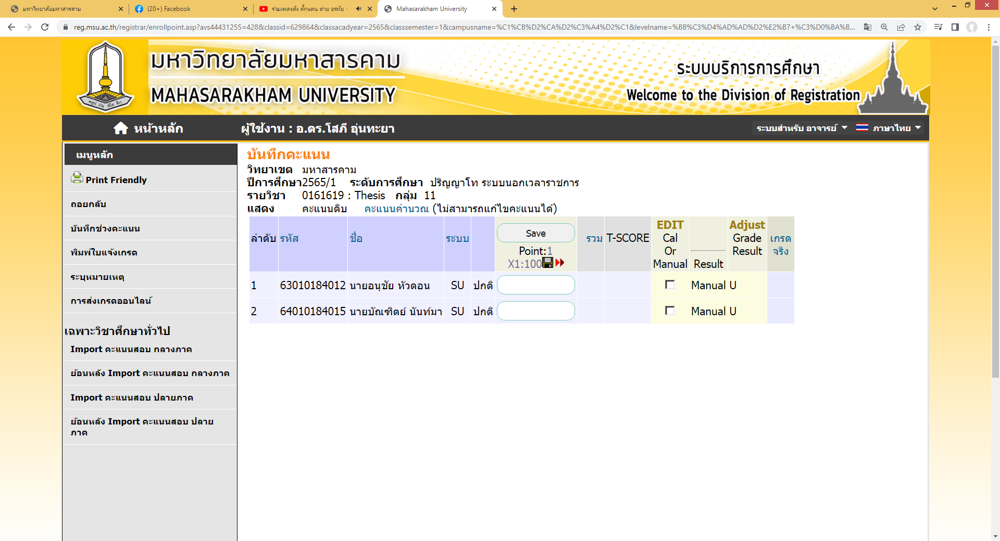 มหาวิทยาลัยมหาสารคาม
(20+) Facebook
รวมเพลงดัง ตั๊กแตน ต่าย อรทัย -
Mahasarakham University
reg.msu.ac.th/registrar/enrollpoint.asp?avs44431255=428&classid=629864&classacadyear=2565&classsemester=1&campusname=%C1%CB%D2%CA%D2%C3%A4%D2%C1&levelname=%BB%C3%D4%AD%AD%D2%E2%B7+%C3%D0%BA%B...
มหาวิทยาลัยมหาสารคาม
MAHASARAKHAM UNIVERSITY
ระบบบริการการศึกษา
Welcome to the Division of Registration
หน้าหลัก
ผู้ใช้งาน : อ.ดร.โสภี อุ่นทะยา
ระบบสำหรับ อาจารย์
ภาษาไทย
เมนูหลัก
Print Friendly
ถอยกลับ
บันทึกช่วงคะแนน
พิมพ์ใบแจ้งเกรด
ระบุหมายเหตุ
การส่งเกรดออนไลน์
เฉพาะวิชาศึกษาทั่วไป
Import คะแนนสอบ กลางภาค
ย้อนหลัง Import คะแนนสอบ กลางภาค
Import คะแนนสอบ ปลายภาค
ย้อนหลัง Import คะแนนสอบ ปลาย
ภาค
บันทึกคะแนน
วิทยาเขต มหาสารคาม
ปีการศึกษา2565/1 ระดับการศึกษา ปริญญาโท ระบบนอกเวลาราชการ
รายวิชา 0161619 : Thesis กลุ่ม 11
แสดง คะแนนดิบ คะแนนคำนวณ (ไม่สามารถแก้ไขคะแนนได้)
ลำดับ รหัส ชื่อ ระบบ
Save
Point:1
X1:100
รวม T-SCORE
EDIT
Cal
Or
Manual
Result
Adjust
Grade
Result
เกรด
จริง
1 63010184012 นายอนุชัย หัวดอน SU ปกติ Manual U
2 64010184015 นายบัณฑิตย์ นันท์มา SU ปกติ Manual U